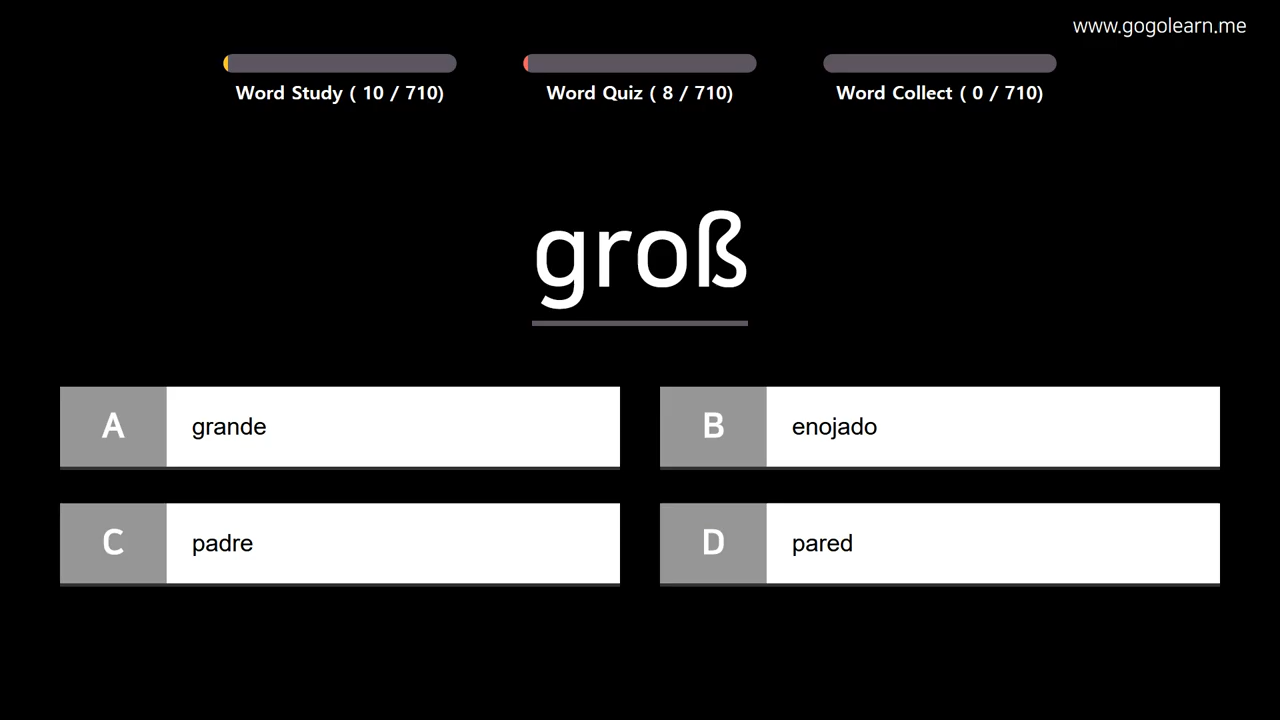 www.gogolearn.me
Word Study ( 10 / 710)
Word Quiz ( 8 / 710)
Word Collect ( 0 / 710)
groß
A grande
B enojado
C padre
D pared